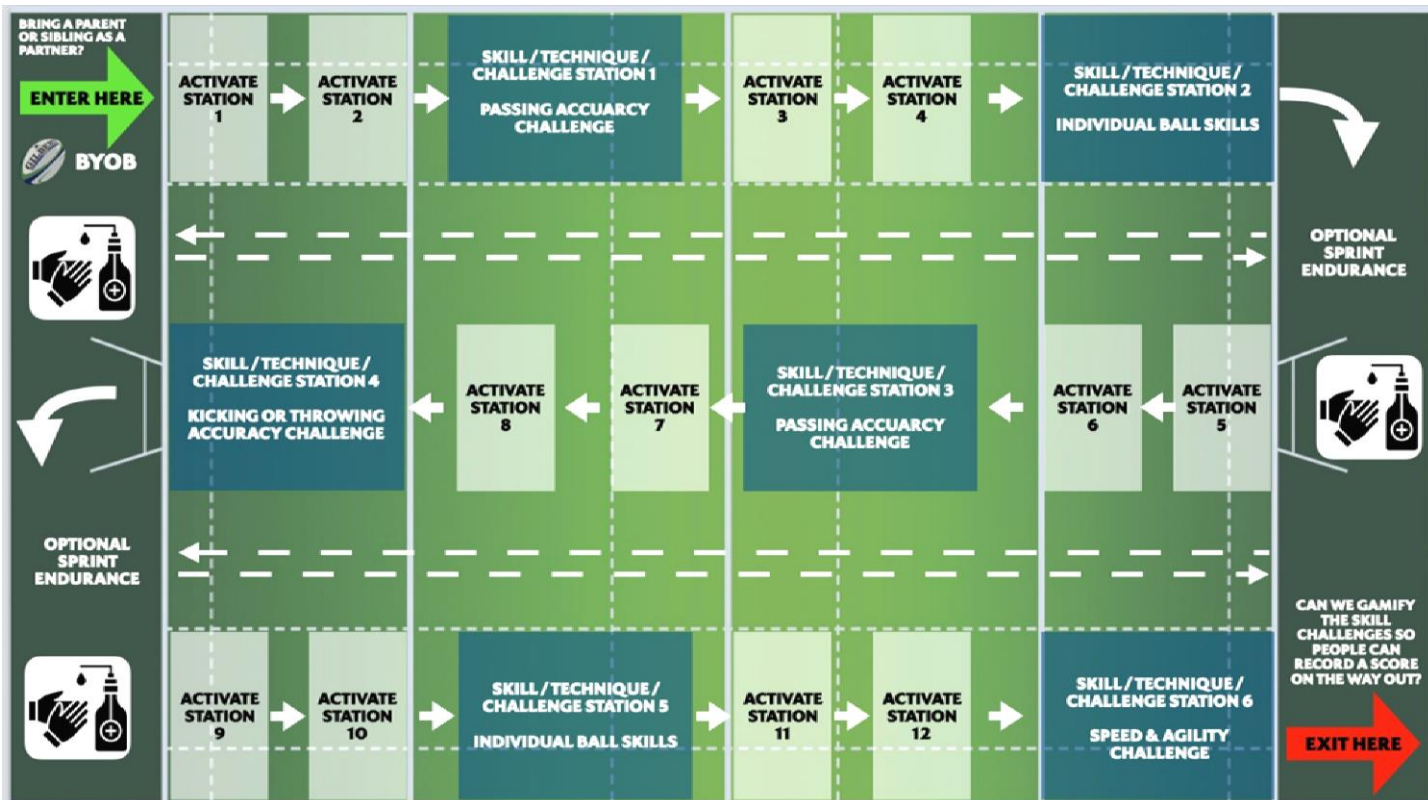 BRING A PARENT
OR SIBLING AS A
PARTNER?
ENTER HERE
BYOB
GILBERT
ACTIVATE
STATION
1
ACTIVATE
STATION
2
SKILL / TECHNIQUE /
CHALLENGE STATION 1
PASSING ACCUARCY
CHALLENGE
ACTIVATE
STATION
3
ACTIVATE
STATION
4
SKILL / TECHNIQUE /
CHALLENGE STATION 2
INDIVIDUAL BALL SKILLS
OPTIONAL
SPRINT
ENDURANCE
ACTIVATE
STATION
5
ACTIVATE
STATION
6
SKILL / TECHNIQUE /
CHALLENGE STATION 3
PASSING ACCUARCY
CHALLENGE
ACTIVATE
STATION
7
ACTIVATE
STATION
8
SKILL / TECHNIQUE /
CHALLENGE STATION 4
KICKING OR THROWING
ACCURACY CHALLENGE
OPTIONAL
SPRINT
ENDURANCE
ACTIVATE
STATION
9
ACTIVATE
STATION
10
SKILL / TECHNIQUE /
CHALLENGE STATION 5
INDIVIDUAL BALL SKILLS
ACTIVATE
STATION
11
ACTIVATE
STATION
12
SKILL / TECHNIQUE /
CHALLENGE STATION 6
SPEED & AGILITY
CHALLENGE
CAN WE GAMIFY
THE SKILL
CHALLENGES SO
PEOPLE CAN
RECORD A SCORE
ON THE WAY OUT?
EXIT HERE